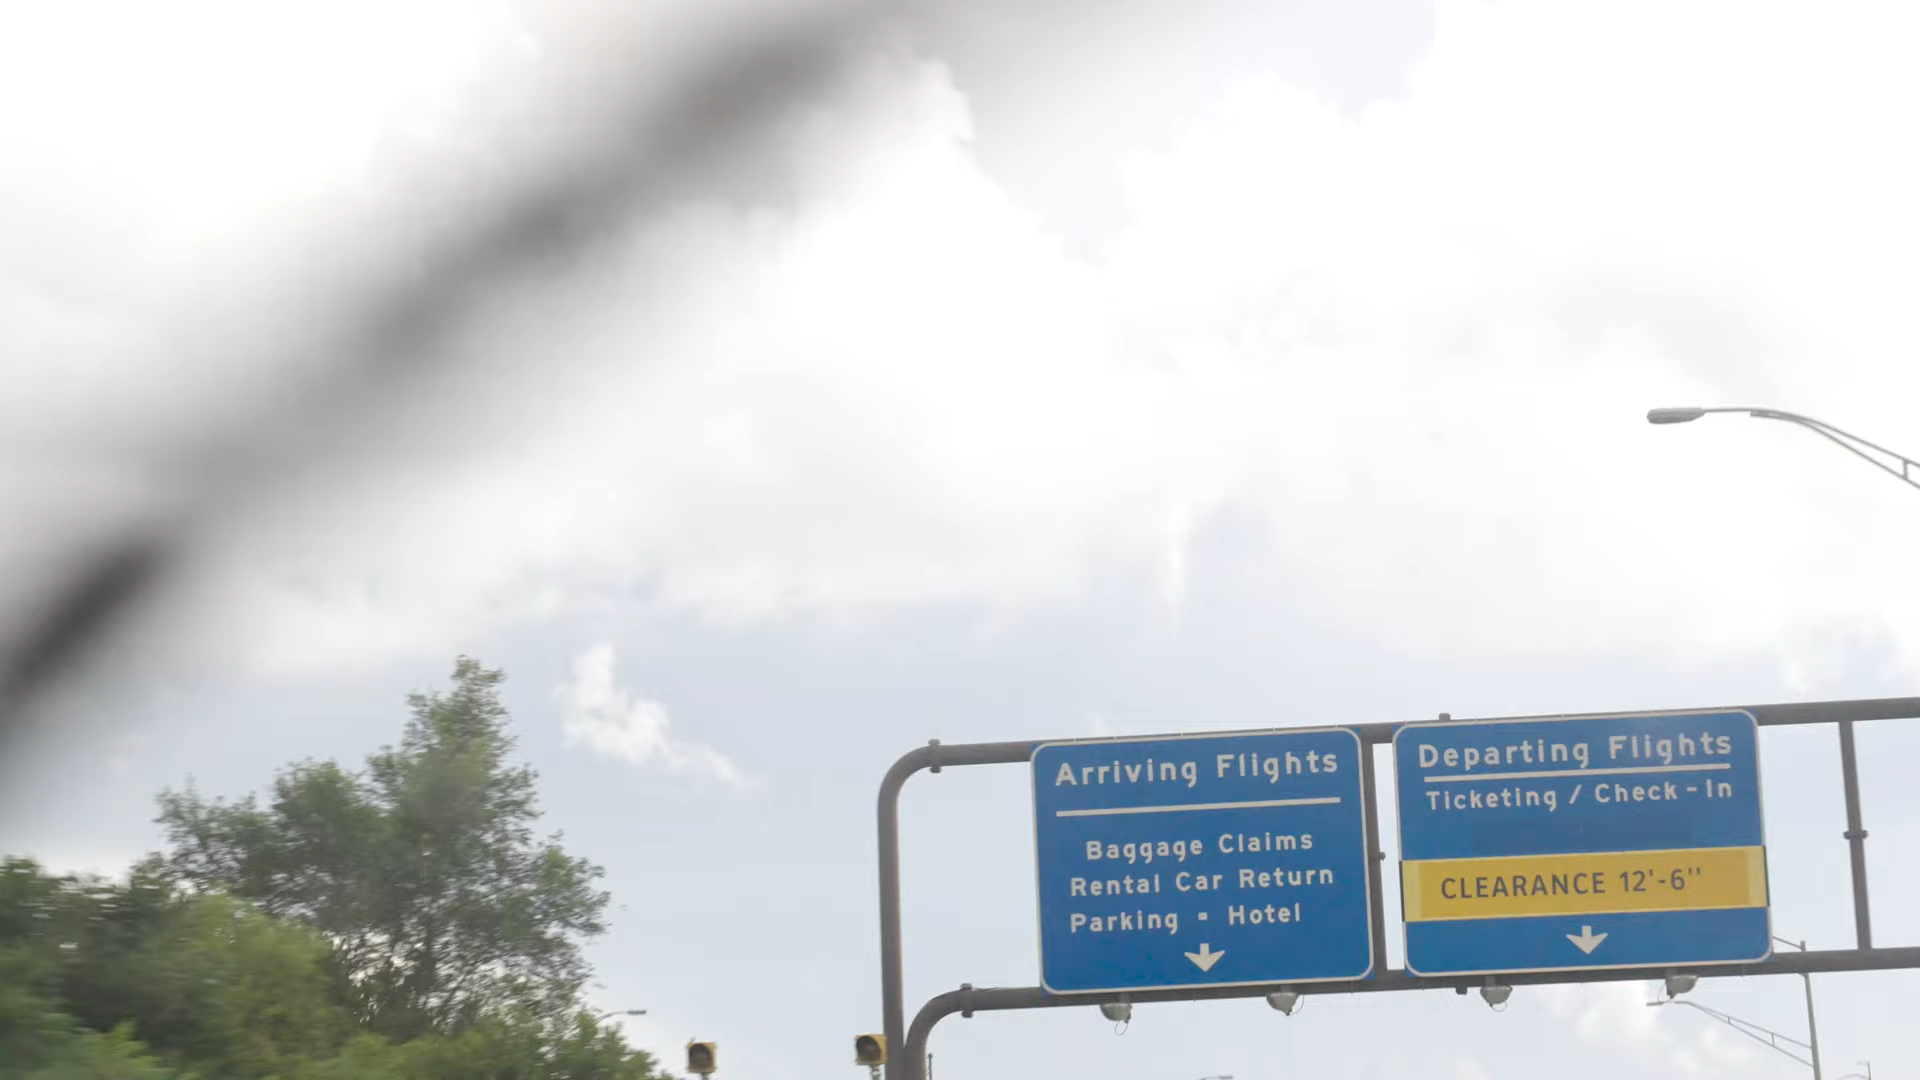 Arriving Flights
Baggage Claims
Rental Car Return
Parking - Hotel
Departing Flights
Ticketing / Check-In
CLEARANCE 12'-6"